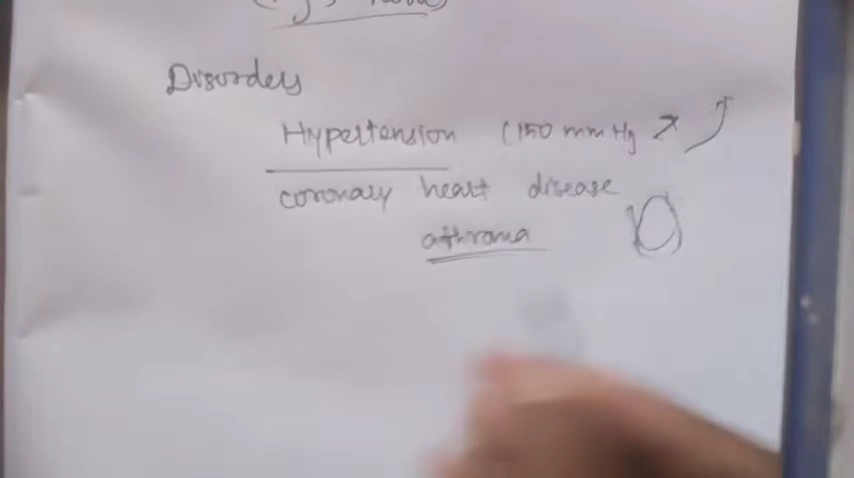 Disorders
Hypertension (150 mm Hg
coronary heart disease
athroma